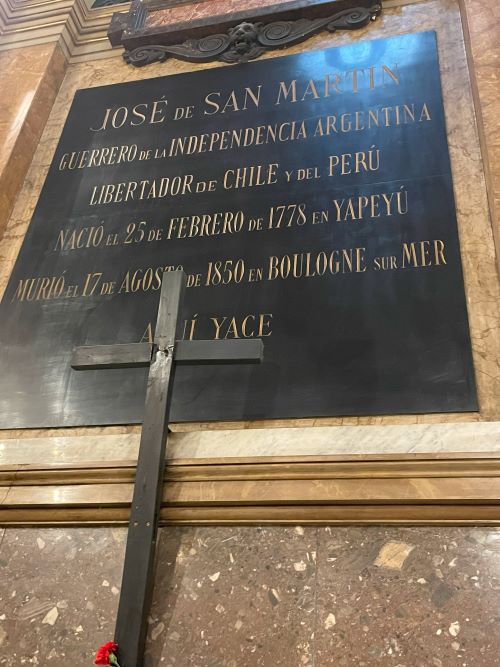 JOSÉ DE SAN MARTIN
GUERRERO DE LA INDEPENDENCIA ARGENTINA
LIBERTADOR DE CHILE Y DEL PERÚ
NACIÓ EL 25 DE FEBRERO DE 1778 EN YAPEYÚ
MURIÓ EL 17 DE AGOSTO DE 1850 EN BOULOGNE SUR MER
YACE